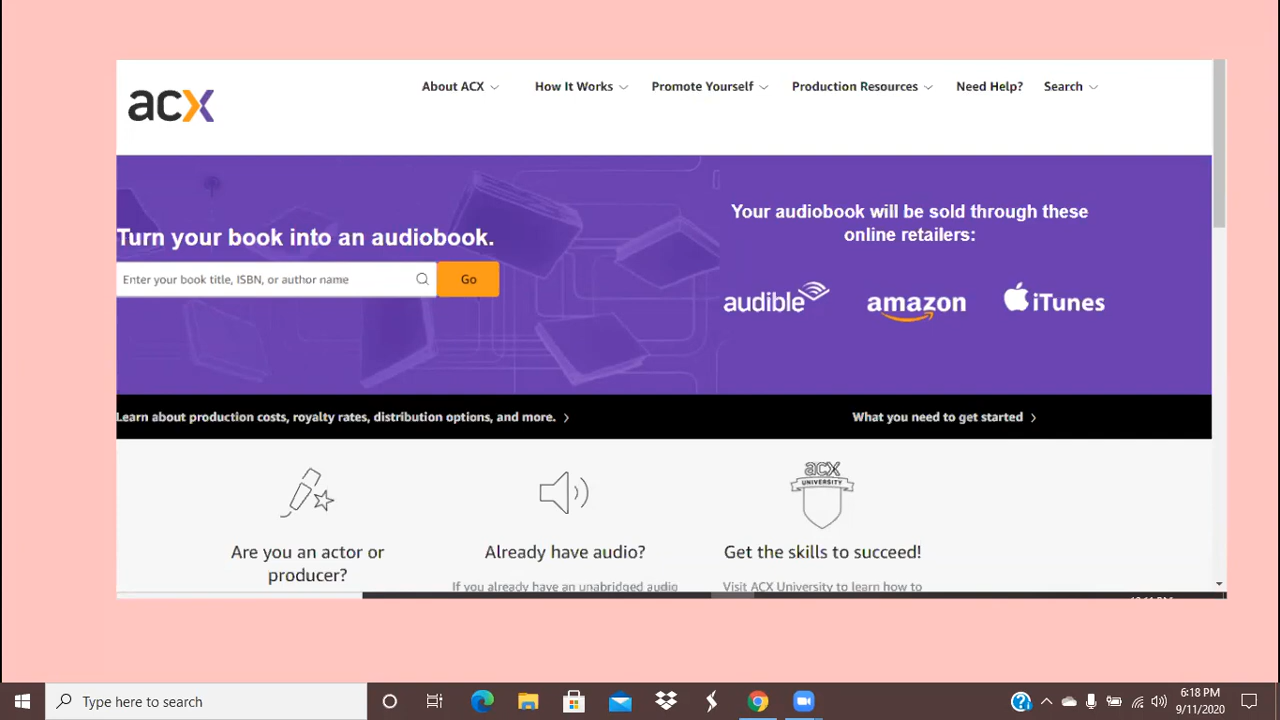 acx
About ACX
How It Works
Promote Yourself
Production Resources
Need Help?
Search
Turn your book into an audiobook.
Enter your book title, ISBN, or author name
Go
Your audiobook will be sold through these
online retailers:
audible
amazon
iTunes
Learn about production costs, royalty rates, distribution options, and more.
What you need to get started
acx
UNIVERSITY
Are you an actor or
producer?
Already have audio?
Get the skills to succeed!
If you already have an unabridged audio
Visit ACX University to learn how to
Type here to search
6:18 PM
9/11/2020